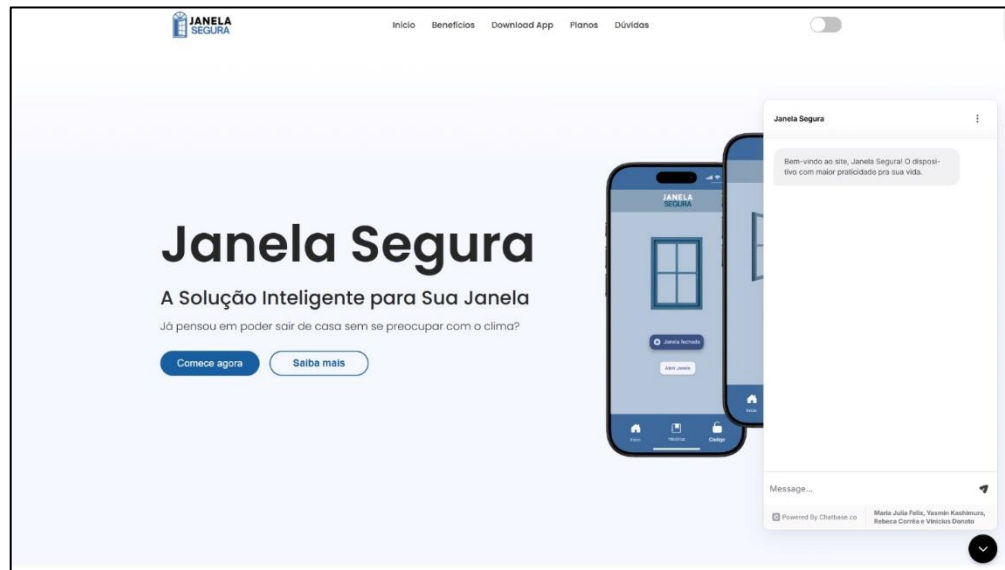 JANELA
SEGURA
Início Benefícios Download App Planos Dúvidas
Janela Segura
Bem-vindo ao site, Janela Segura! O disposi-
tivo com maior praticidade pra sua vida.
JANELA
SEGURA
Janela Segura
A Solução Inteligente para Sua Janela
Já pensou em poder sair de casa sem se preocupar com o clima?
Comece agora
Saiba mais
Janela fechada
Abrir Janela
Início
Código
Início
Message...
Powered By Chatbase.co
Maria Julia Felix, Yasmin Kashimura,
Rebeca Corrêa e Vinicius Donato